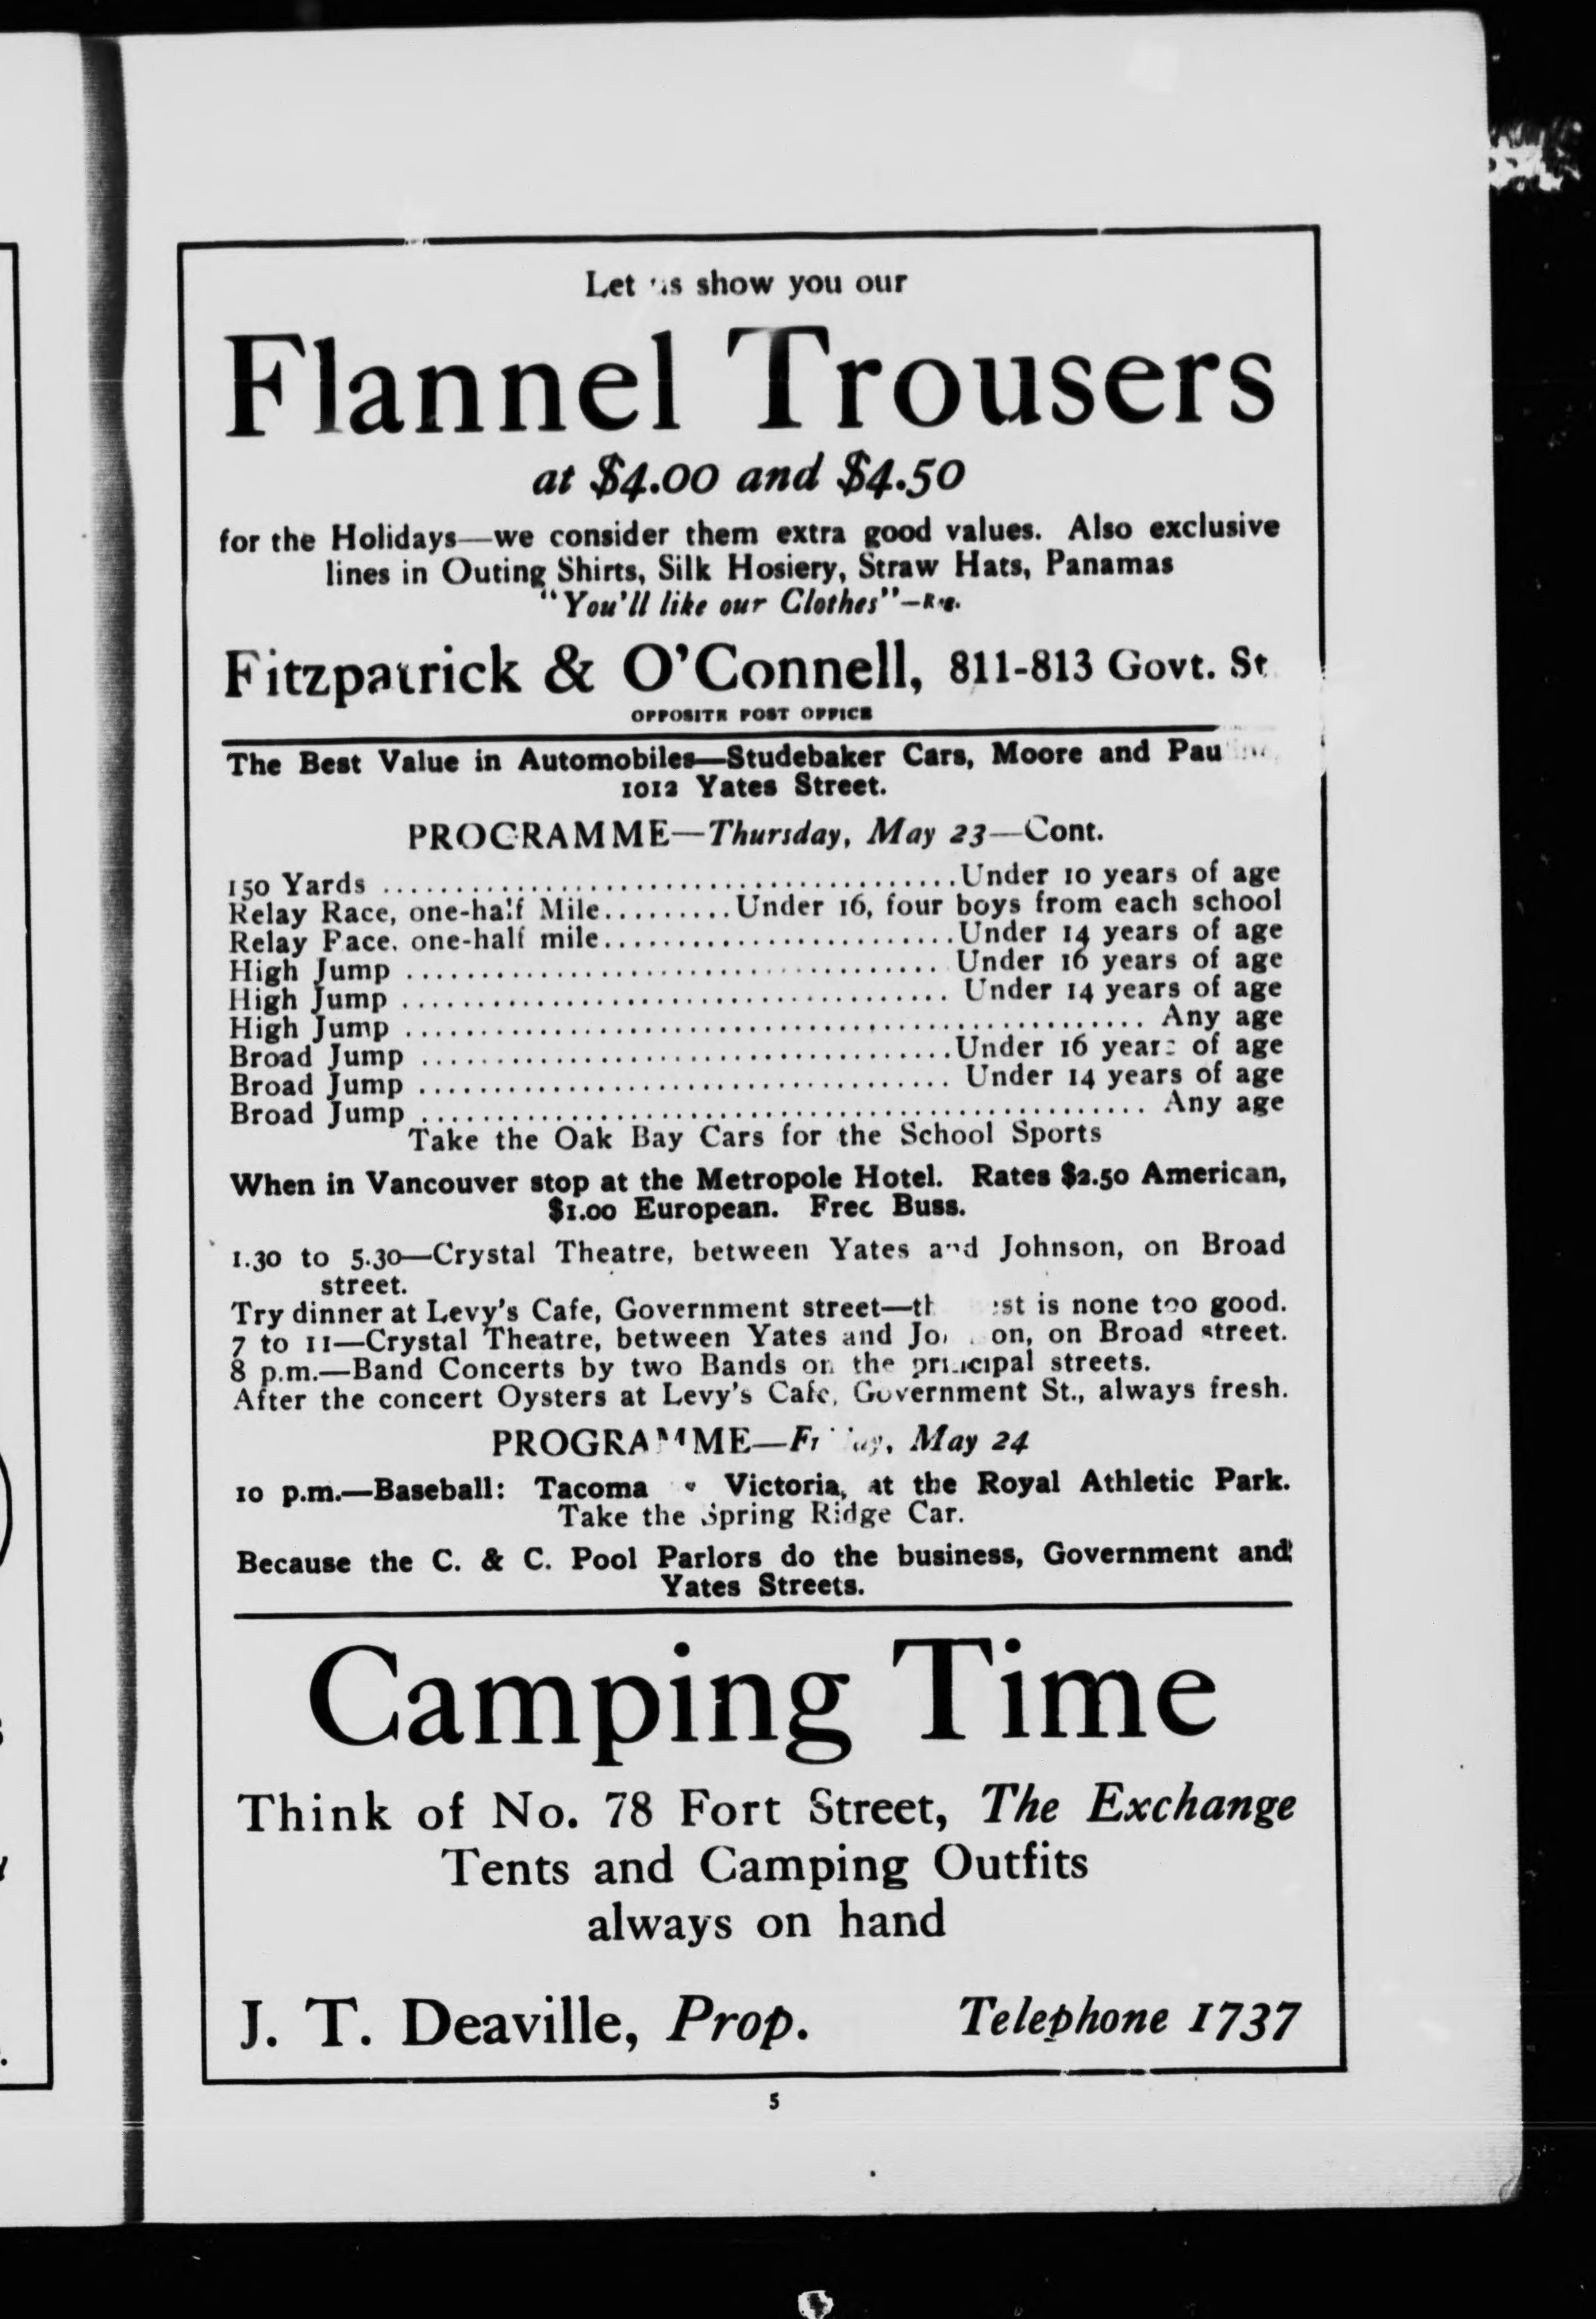 Let us show you our
Flannel Trousers
at $4.00 and $4.50
for the Holidays—we consider them extra good values. Also exclusive
lines in Outing Shirts, Silk Hosiery, Straw Hats, Panamas
"You'll like our Clothes"—
Fitzpatrick & O'Connell, 811-813 Govt. St
OPPOSITE POST OFFICE
The Best Value in Automobiles—Studebaker Cars, Moore and
1012 Yates Street.
PROGRAMME—Thursday, May 23—Cont.
150 Yards ........................................Under 10 years of age
Relay Race, one-half Mile.........Under 16, four boys from each school
Relay Race, one-half mile.........................Under 14 years of age
High Jump ..................................... Under 16 years of age
High Jump ...................................... Under 14 years of age
High Jump .................................................... Any age
Broad Jump .....................................Under 16 years of age
Broad Jump ..................................... Under 14 years of age
Broad Jump .................................................. Any age
Take the Oak Bay Cars for the School Sports
When in Vancouver stop at the Metropole Hotel. Rates $2.50 American,
$1.00 European. Free Buss.
1.30 to 5.30—Crystal Theatre, between Yates and Johnson, on Broad
street.
Try dinner at Levy's Cafe, Government street— is none too good.
7 to 11—Crystal Theatre, between Yates and Johnson, on Broad street.
8 p.m.—Band Concerts by two Bands on the principal streets.
After the concert Oysters at Levy's Cafe, Government St., always fresh.
PROGRAMME—Friday, May 24
10 p.m.—Baseball: Tacoma Victoria, at the Royal Athletic Park.
Take the Spring Ridge Car.
Because the C. & C. Pool Parlors do the business, Government and
Yates Streets.
Camping Time
Think of No. 78 Fort Street, The Exchange
Tents and Camping Outfits
always on hand
J. T. Deaville, Prop. Telephone 1737
5